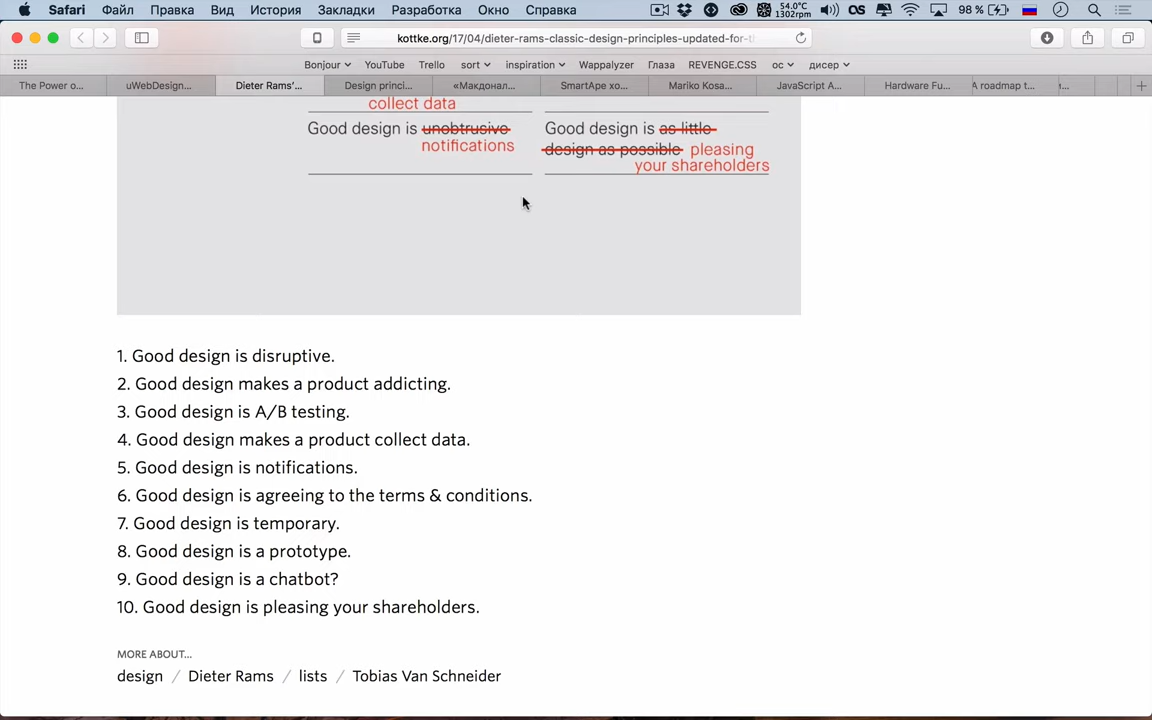 Safari Файл Правка Вид История Закладки Разработка Окно Справка 54.0°C 1302rpm 98 %
kottke.org/17/04/dieter-rams-classic-design-principles-updated-for-t
Bonjour YouTube Trello sort inspiration Wappalyzer Глаза REVENGE.CSS ос дисер
The Power o... uWebDesign... Dieter Rams'... Design princi... «Макдонал... SmartApe хо... Mariko Kosa... JavaScript A... Hardware Fu... A roadmap t...
collect data
Good design is unobtrusive
notifications
Good design is as little
design as possible pleasing
your shareholders
1. Good design is disruptive.
2. Good design makes a product addicting.
3. Good design is A/B testing.
4. Good design makes a product collect data.
5. Good design is notifications.
6. Good design is agreeing to the terms & conditions.
7. Good design is temporary.
8. Good design is a prototype.
9. Good design is a chatbot?
10. Good design is pleasing your shareholders.
MORE ABOUT...
design / Dieter Rams / lists / Tobias Van Schneider